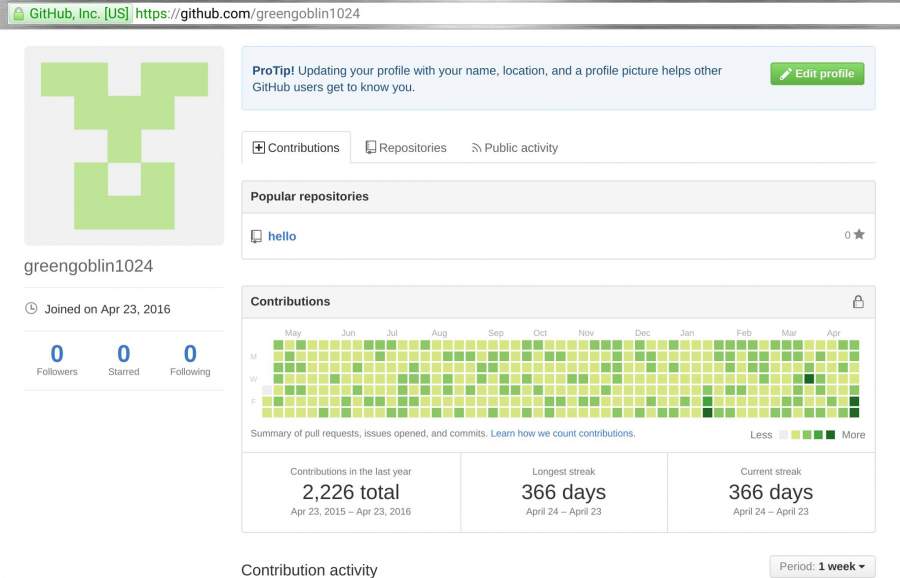 GitHub, Inc. [US] https://github.com/greengoblin1024
ProTip! Updating your profile with your name, location, and a profile picture helps other
GitHub users get to know you.
Edit profile
Contributions Repositories Public activity
Popular repositories
hello 0
greengoblin1024
Joined on Apr 23, 2016
0 0 0
Followers Starred Following
Contributions
May Jun Jul Aug Sep Oct Nov Dec Jan Feb Mar Apr
M
W
F
Summary of pull requests, issues opened, and commits. Learn how we count contributions. Less More
Contributions in the last year Longest streak Current streak
2,226 total 366 days 366 days
Apr 23, 2015 – Apr 23, 2016 April 24 – April 23 April 24 – April 23
Contribution activity Period: 1 week